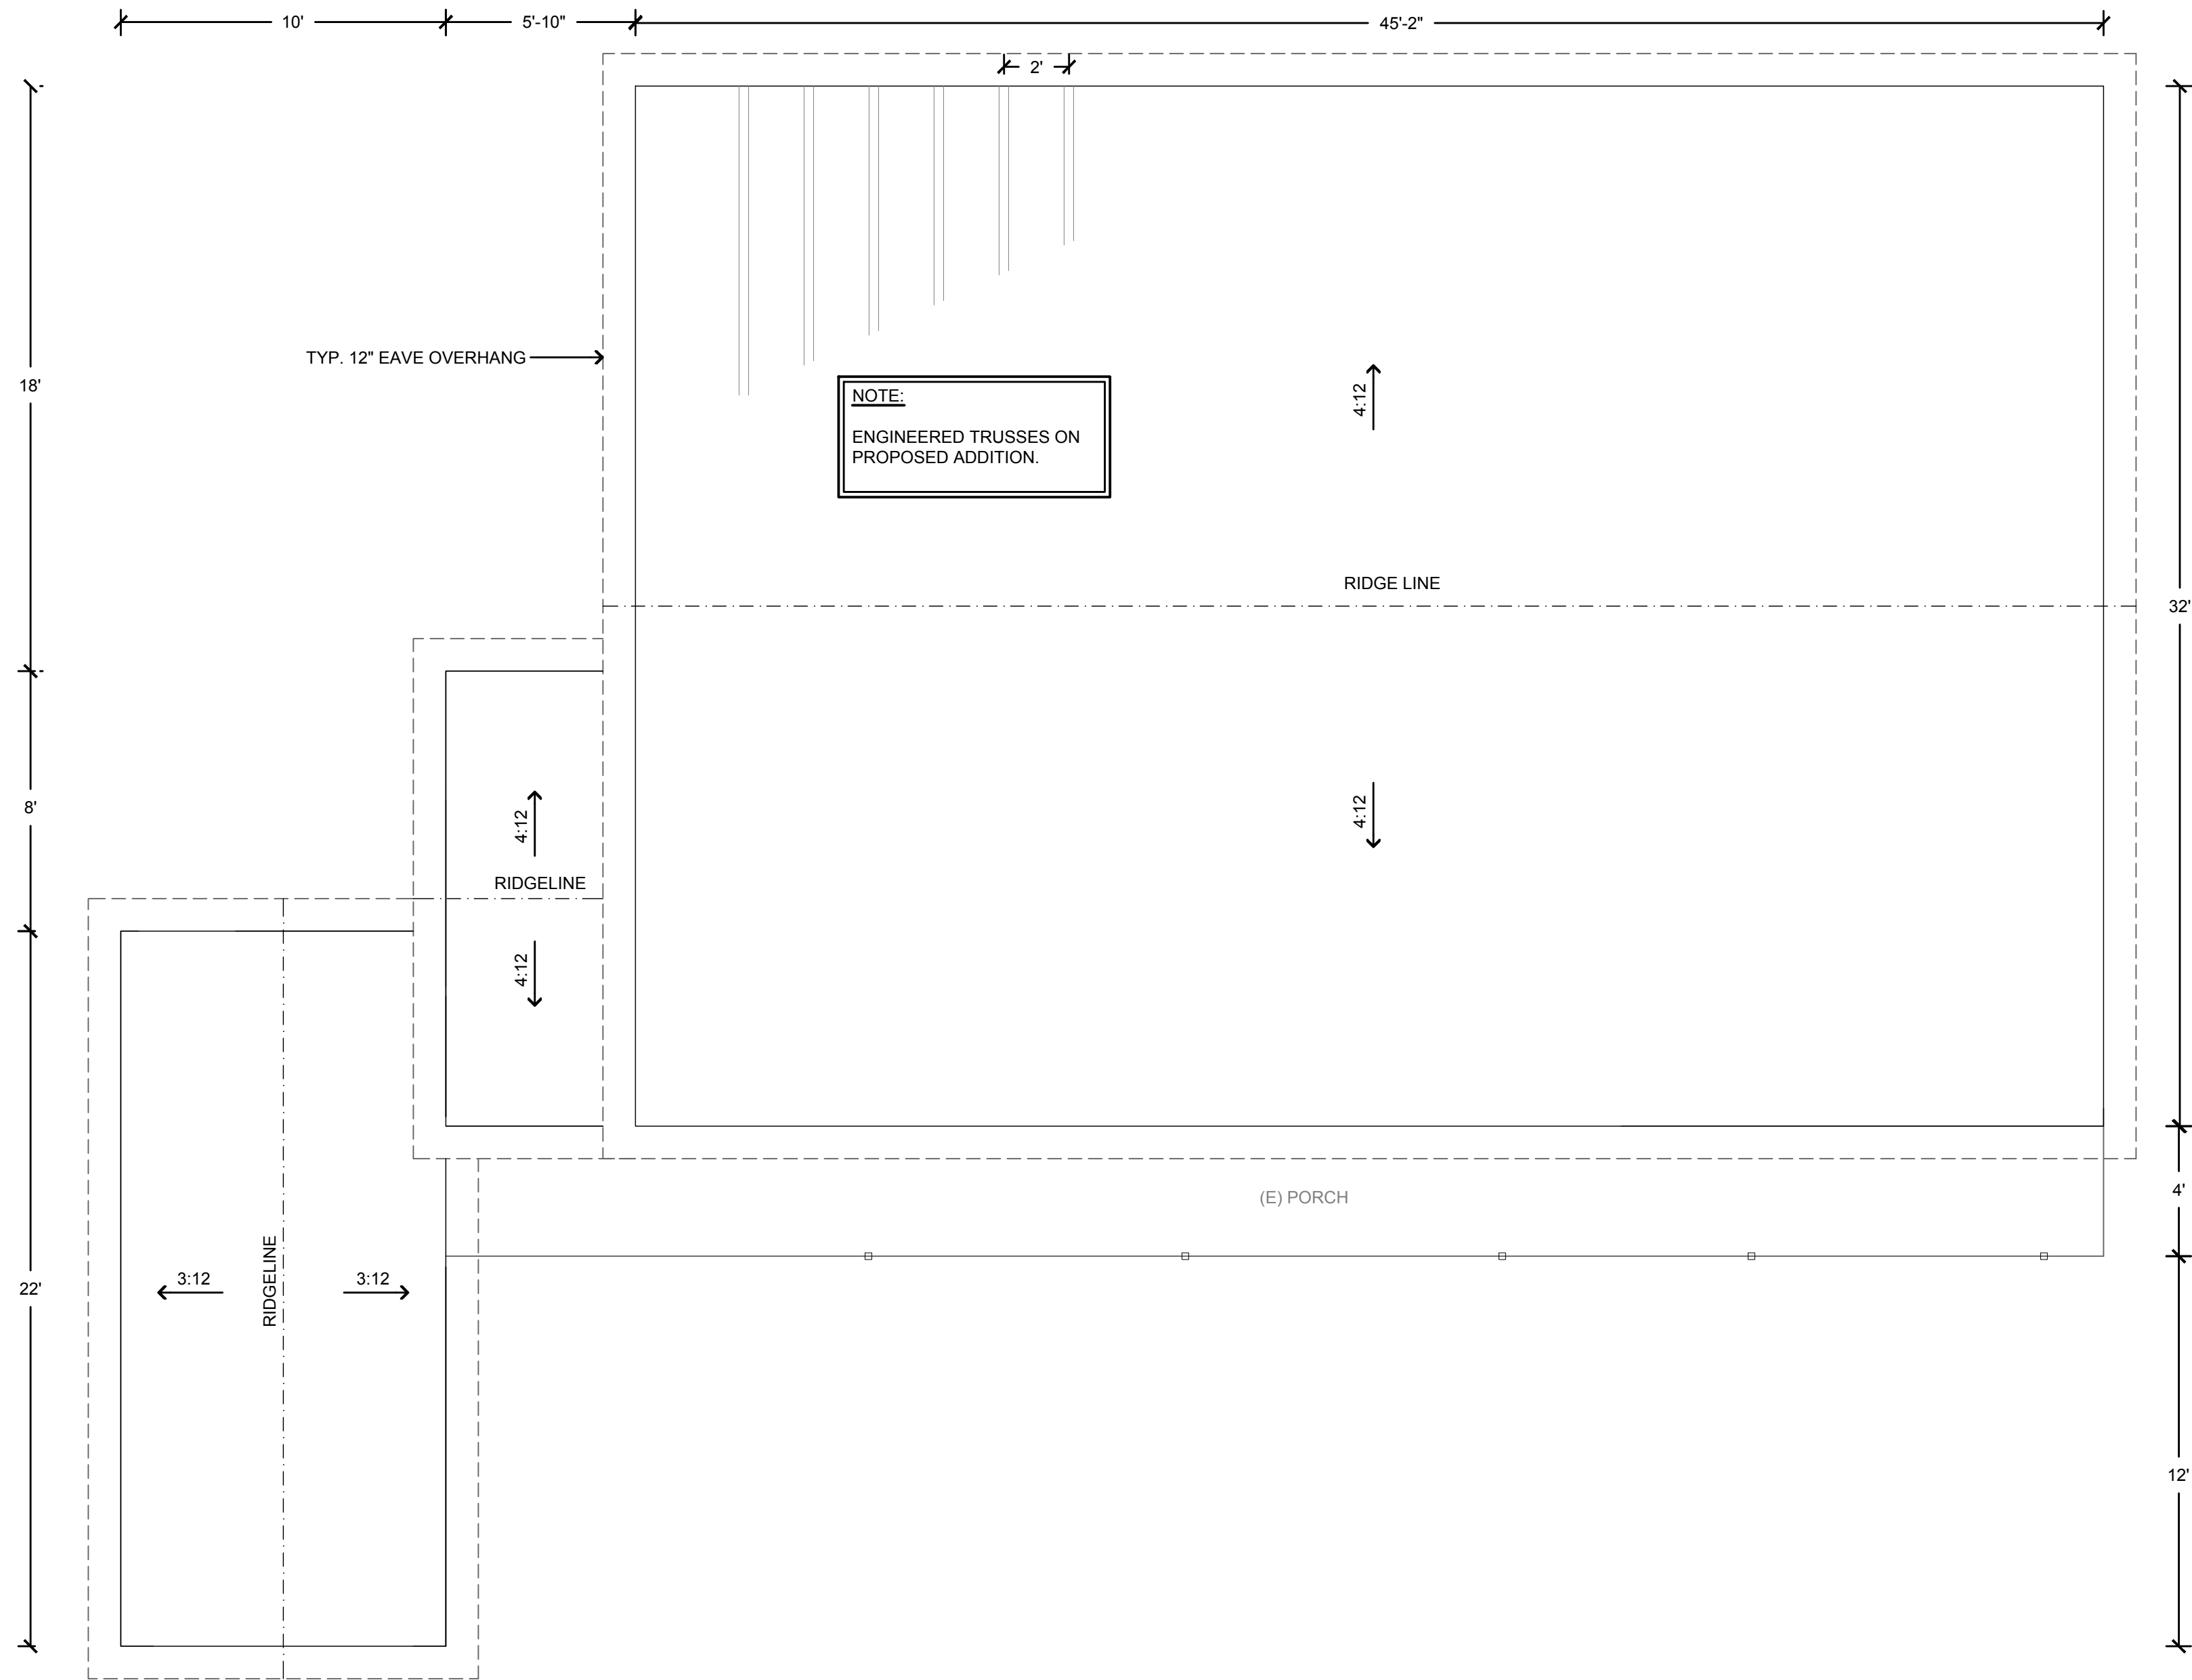 10'
5'-10"
45'-2"
2'
18'
TYP. 12" EAVE OVERHANG
NOTE:
ENGINEERED TRUSSES ON
PROPOSED ADDITION.
4:12
RIDGE LINE
32'
8'
4:12
4:12
RIDGELINE
4:12
(E) PORCH
4'
22'
3:12
RIDGELINE
3:12
12'